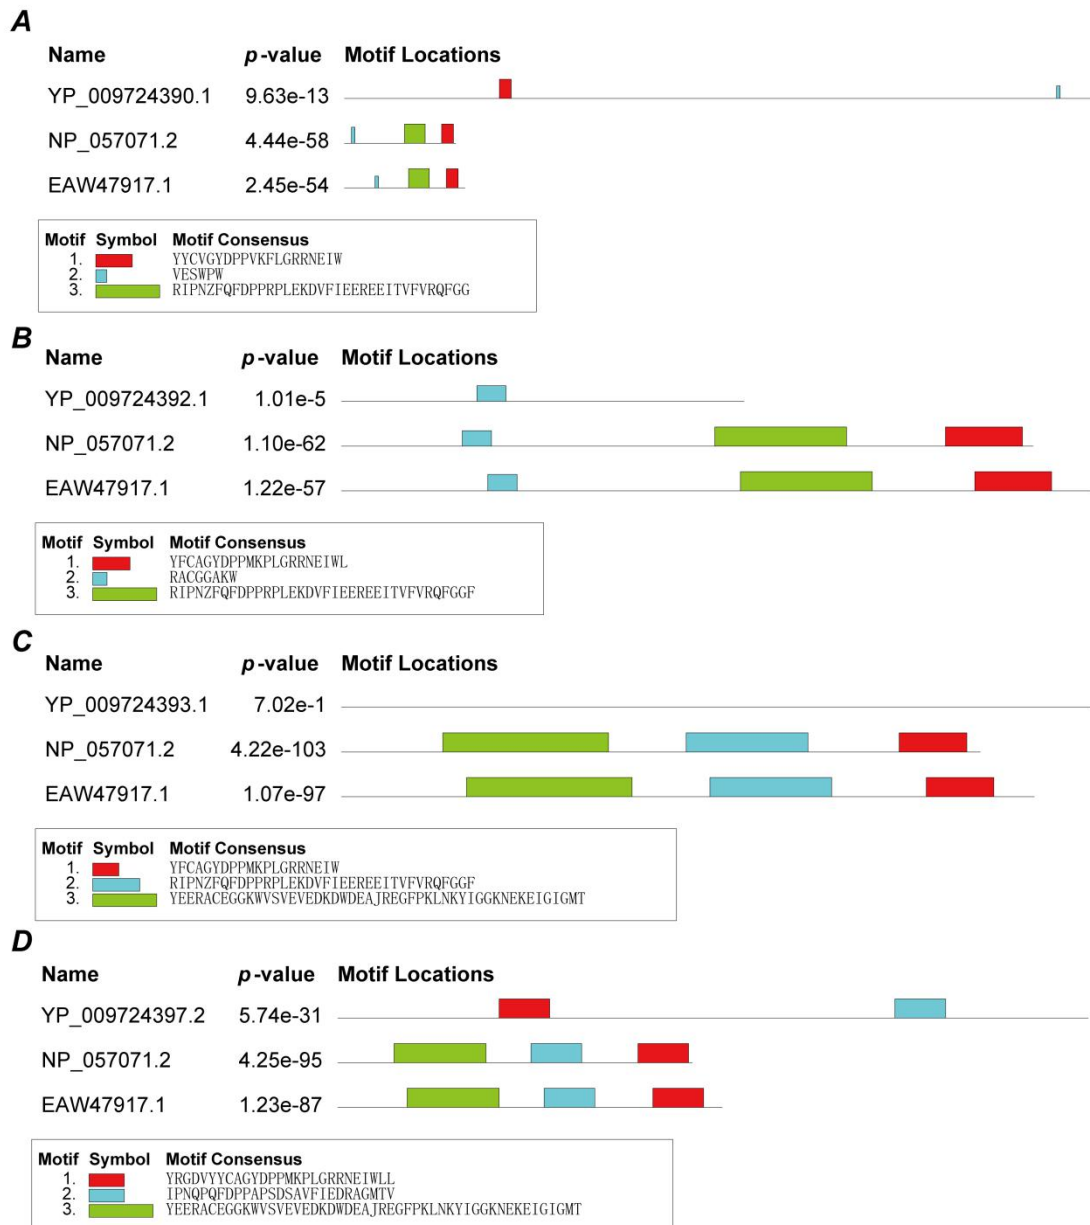 A
Name p-value Motif Locations
YP_009724390.1 9.63e-13
NP_057071.2 4.44e-58
EAW47917.1 2.45e-54
Motif Symbol Motif Consensus
1. YYCVGYDPPVKFLGRRNEIW
2. VESWPW
3. RIPNZFQFDPPRPLEKDVFIEEREEITVFVRQFGG
B
Name p-value Motif Locations
YP_009724392.1 1.01e-5
NP_057071.2 1.10e-62
EAW47917.1 1.22e-57
Motif Symbol Motif Consensus
1. YFCAGYDPPMKPLGRRNEIWL
2. RACGGAKW
3. RIPNZFQFDPPRPLEKDVFIEEREEITVFVRQFGGF
C
Name p-value Motif Locations
YP_009724393.1 7.02e-1
NP_057071.2 4.22e-103
EAW47917.1 1.07e-97
Motif Symbol Motif Consensus
1. YFCAGYDPPMKPLGRRNEIW
2. RIPNZFQFDPPRPLEKDVFIEEREEITVFVRQFGGF
3. YEERACEGGKWVSVEVEDKDWDEAJREGFPKLNKYIGGKNEKEIGIGMT
D
Name p-value Motif Locations
YP_009724397.2 5.74e-31
NP_057071.2 4.25e-95
EAW47917.1 1.23e-87
Motif Symbol Motif Consensus
1. YRGDVYYCAGYDPPMKPLGRRNEIWLL
2. IPNQPQFDPPAPSDSAVFIEDRAGMTV
3. YEERACEGGKWVSVEVEDKDWDEAJREGFPKLNKYIGGKNEKEIGIGMT